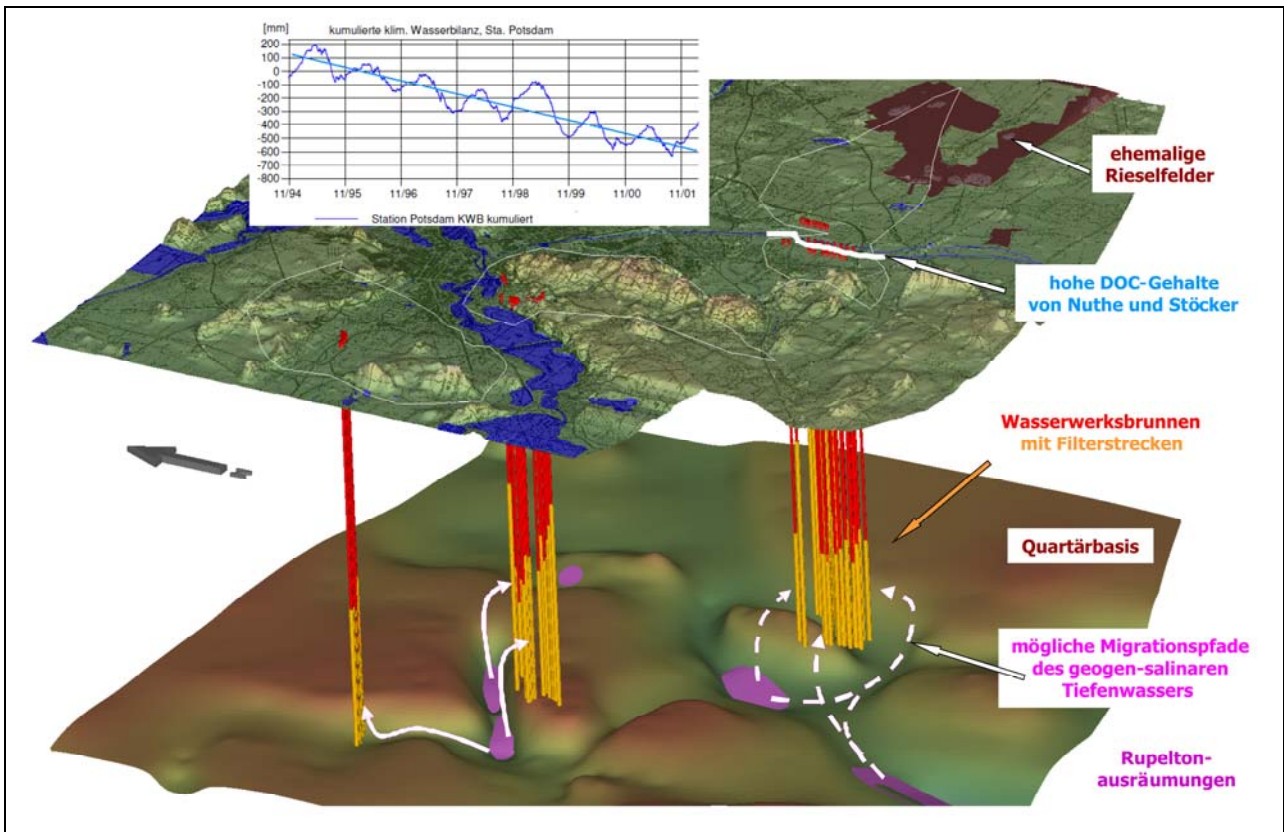 [mm]
kumulierte klim. Wasserbilanz, Sta. Potsdam
200
100
0
-100
-200
-300
-400
-500
-600
-700
-800
11/94 11/95 11/96 11/97 11/98 11/99 11/00 11/01
Station Potsdam KWB kumuliert
ehemalige
Rieselfelder
hohe DOC-Gehalte
von Nuthe und Stöcker
Wasserwerksbrunnen
mit Filterstrecken
Quartärbasis
mögliche Migrationspfade
des geogen-salinaren
Tiefenwassers
Rupelton-
ausräumungen